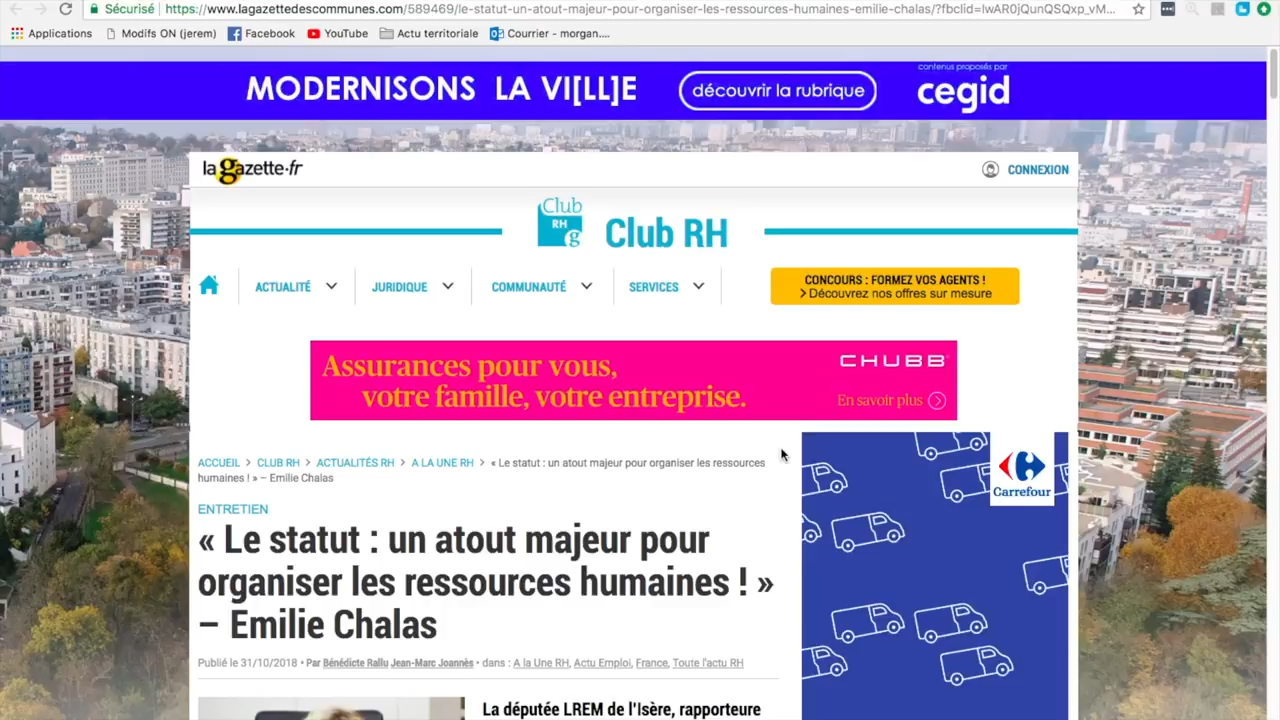 Sécurisé https://www.lagazettedescommunes.com/589469/le-statut-un-atout-majeur-pour-organiser-les-ressources-humaines-emilie-chalas/?fbclid=IwAR0jQunQSQxp_vM...
Applications Modifs ON (jerem) Facebook YouTube Actu territoriale Courrier - morgan....
contenus proposés par
MODERNISONS LA VI[LL]E découvrir la rubrique cegid
la gazette·fr CONNEXION
Club
RH
g
Club RH
ACTUALITÉ JURIDIQUE COMMUNAUTÉ SERVICES
CONCOURS : FORMEZ VOS AGENTS !
> Découvrez nos offres sur mesure
Assurances pour vous,
votre famille, votre entreprise.
CHUBB
En savoir plus
ACCUEIL > CLUB RH > ACTUALITÉS RH > A LA UNE RH > « Le statut : un atout majeur pour organiser les ressources
humaines ! » – Emilie Chalas
Carrefour
ENTRETIEN
« Le statut : un atout majeur pour
organiser les ressources humaines ! »
– Emilie Chalas
Publié le 31/10/2018 • Par Bénédicte Rallu Jean-Marc Joannès • dans : A la Une RH, Actu Emploi, France, Toute l'actu RH
La députée LREM de l'Isère, rapporteure